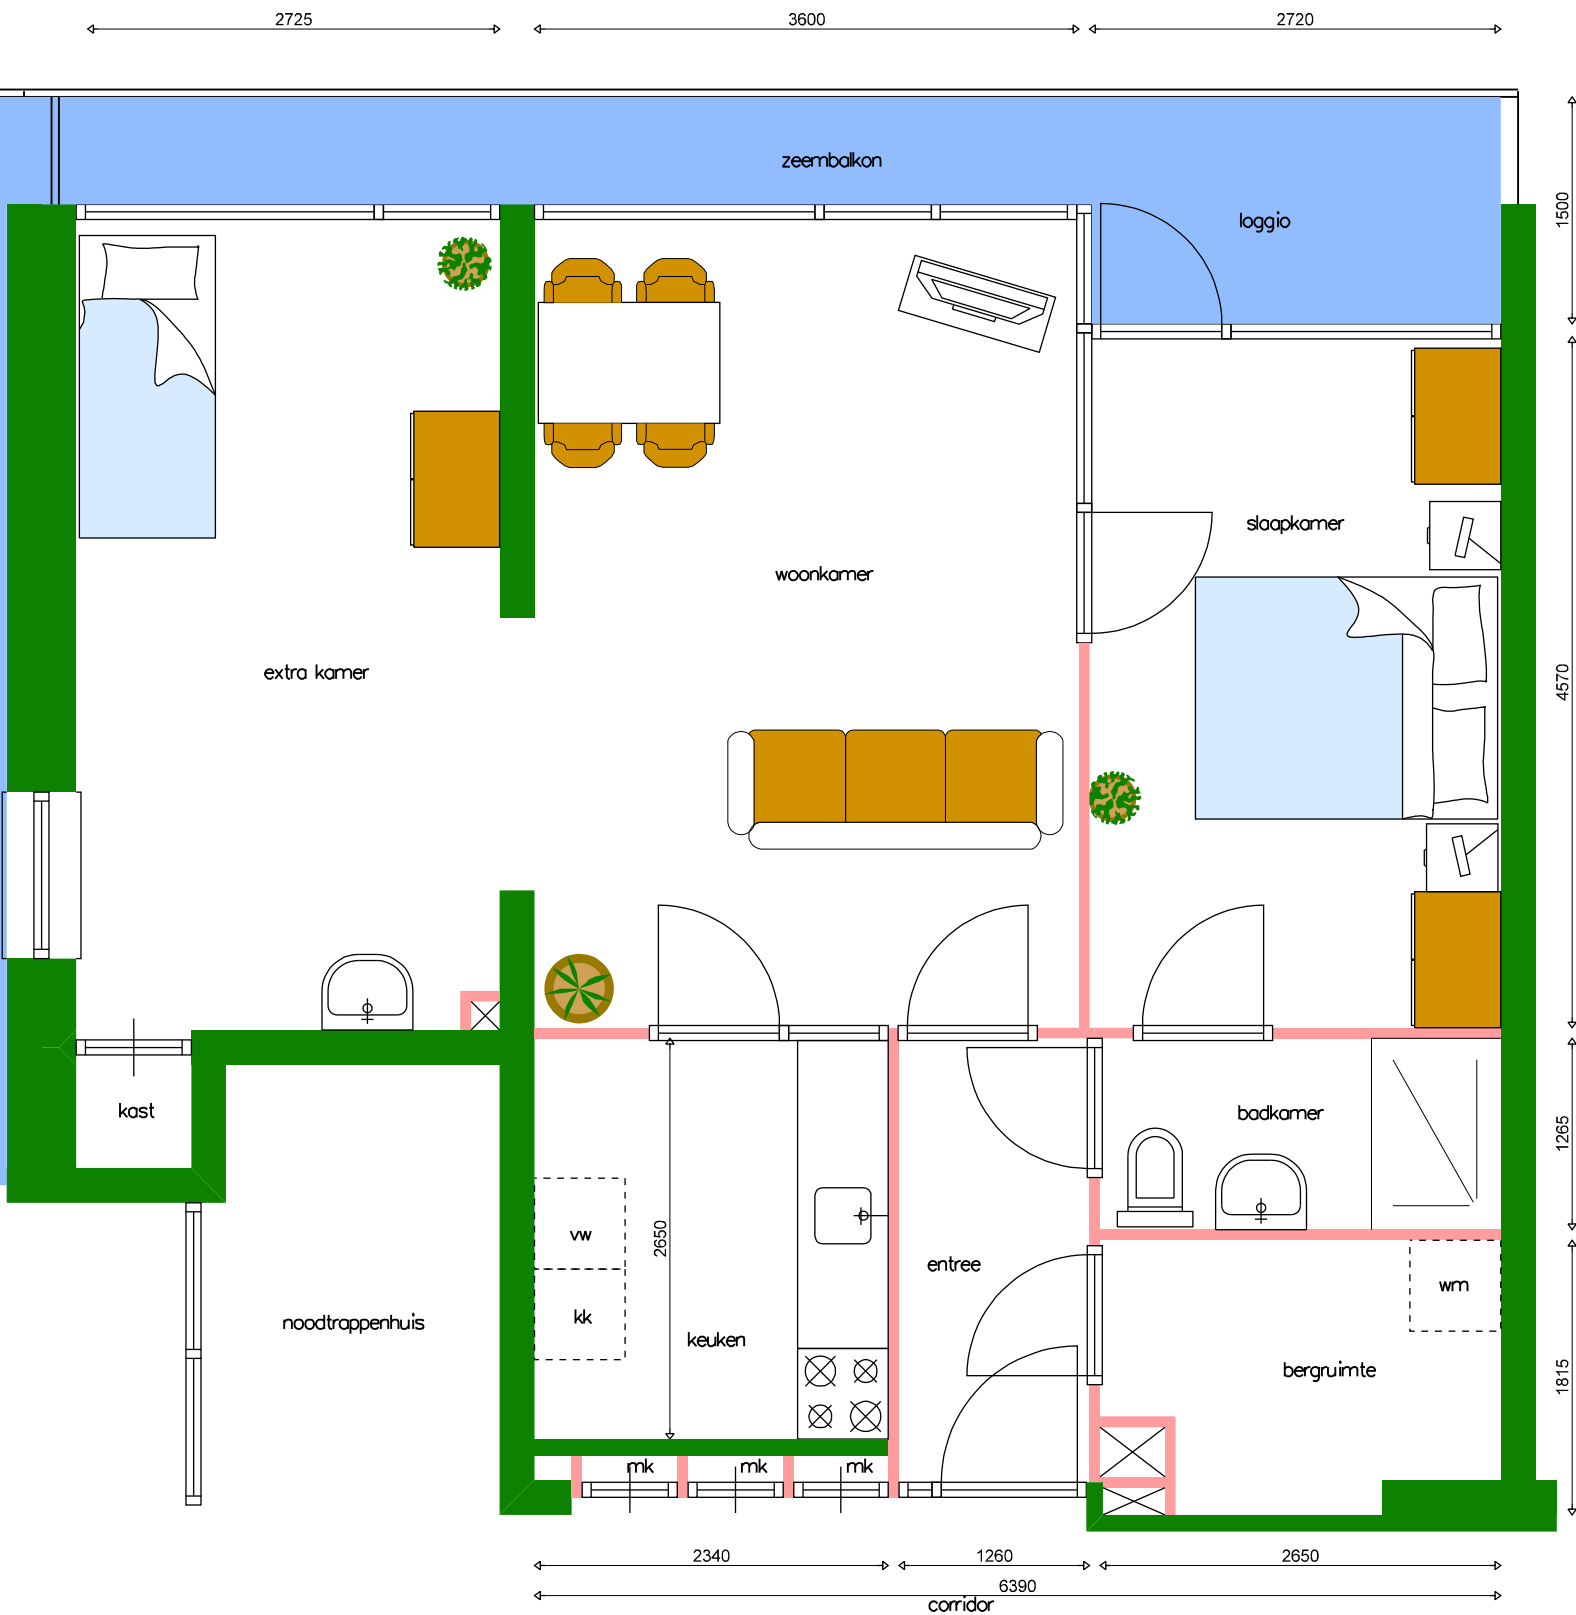 2725
3600
2720
zeembalkon
loggio
1500
slaapkamer
woonkamer
extra kamer
4570
kast
badkamer
1265
vw
2650
entree
wm
kk
noodtrappenhuis
keuken
bergruimte
1815
mk
mk
mk
2340
1260
2650
6390
corridor